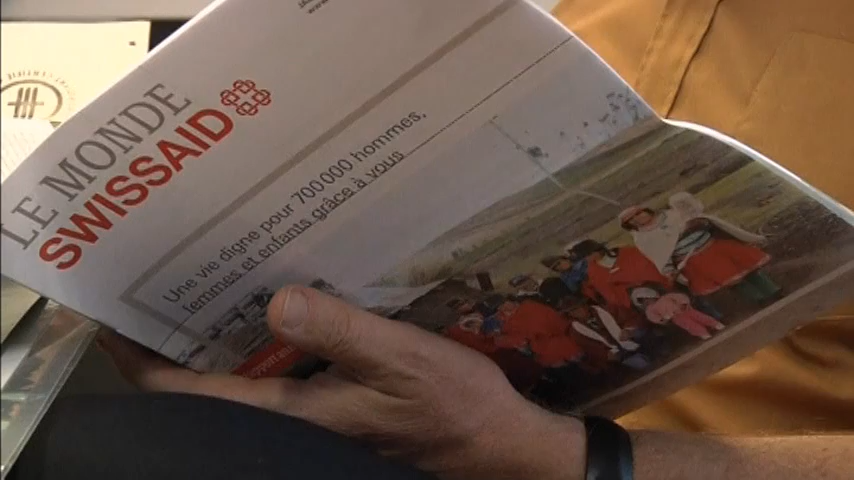 LE MONDE
SWISSAID
Une vie digne pour 700 000 hommes,
femmes et enfants grâce à vous